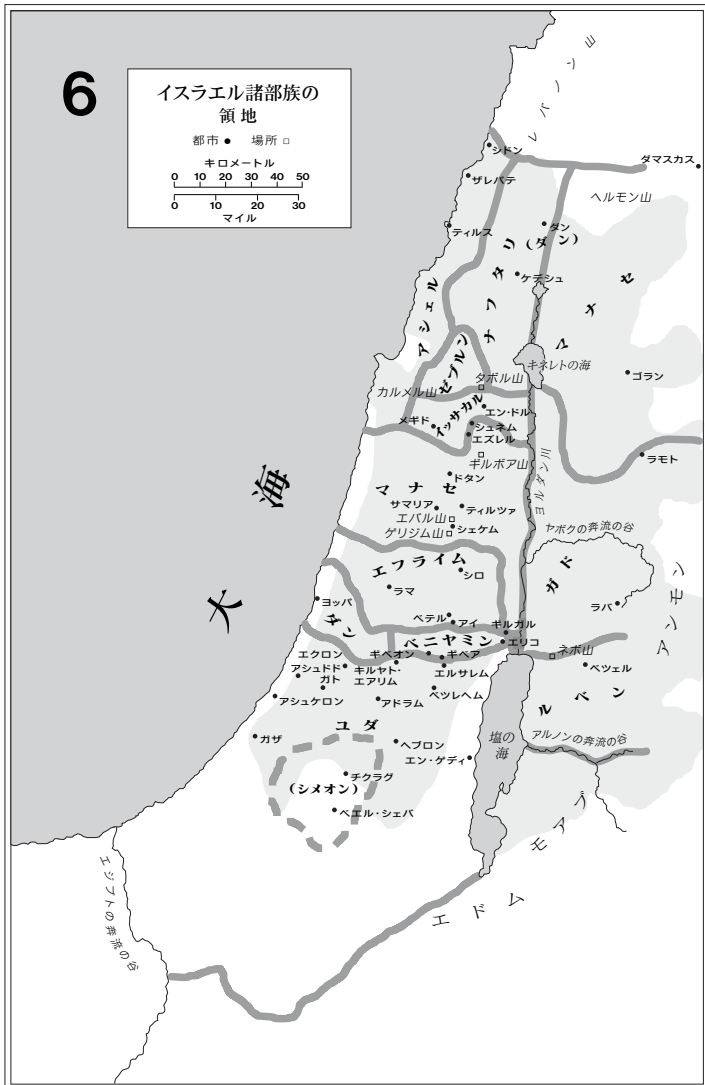 6
イスラエル諸部族の
領地
都市 ● 場所 □
キロメートル
0 10 20 30 40 50
0 10 20 30
マイル
レバノン山
シドン
ダマスカス
ザレパテ
ヘルモン山
ティルス
ダン
(ダン)
ナフタリ
ケデシュ
マナセ
アシェル
ゼブルン
キネレトの海
ゴラン
タボル山
カルメル山
イッサカル
エン・ドル
メギド
シュネム
エズレル
ラモト
ギルボア山
ドタン
ヨルダン川
マナセ
サマリア
ティルツァ
エバル山
シェケム
ゲリジム山
ヤボクの奔流の谷
大海
エフライム
シロ
ガド
ラマ
ラバ
アンモン
ヨッパ
ダン
ベテル
アイ
ギルガル
ベニヤミン
エリコ
ネボ山
エクロン
ギベオン
ギベア
アシュドド
キルヤト・
エアリム
エルサレム
ベツェル
ガト
ベツレヘム
アシュケロン
アドラム
ルベン
ユダ
ガザ
ヘブロン
塩の
海
アルノンの奔流の谷
エン・ゲディ
チクラグ
(シメオン)
ベエル・シェバ
モアブ
エジプトの奔流の谷
エドム